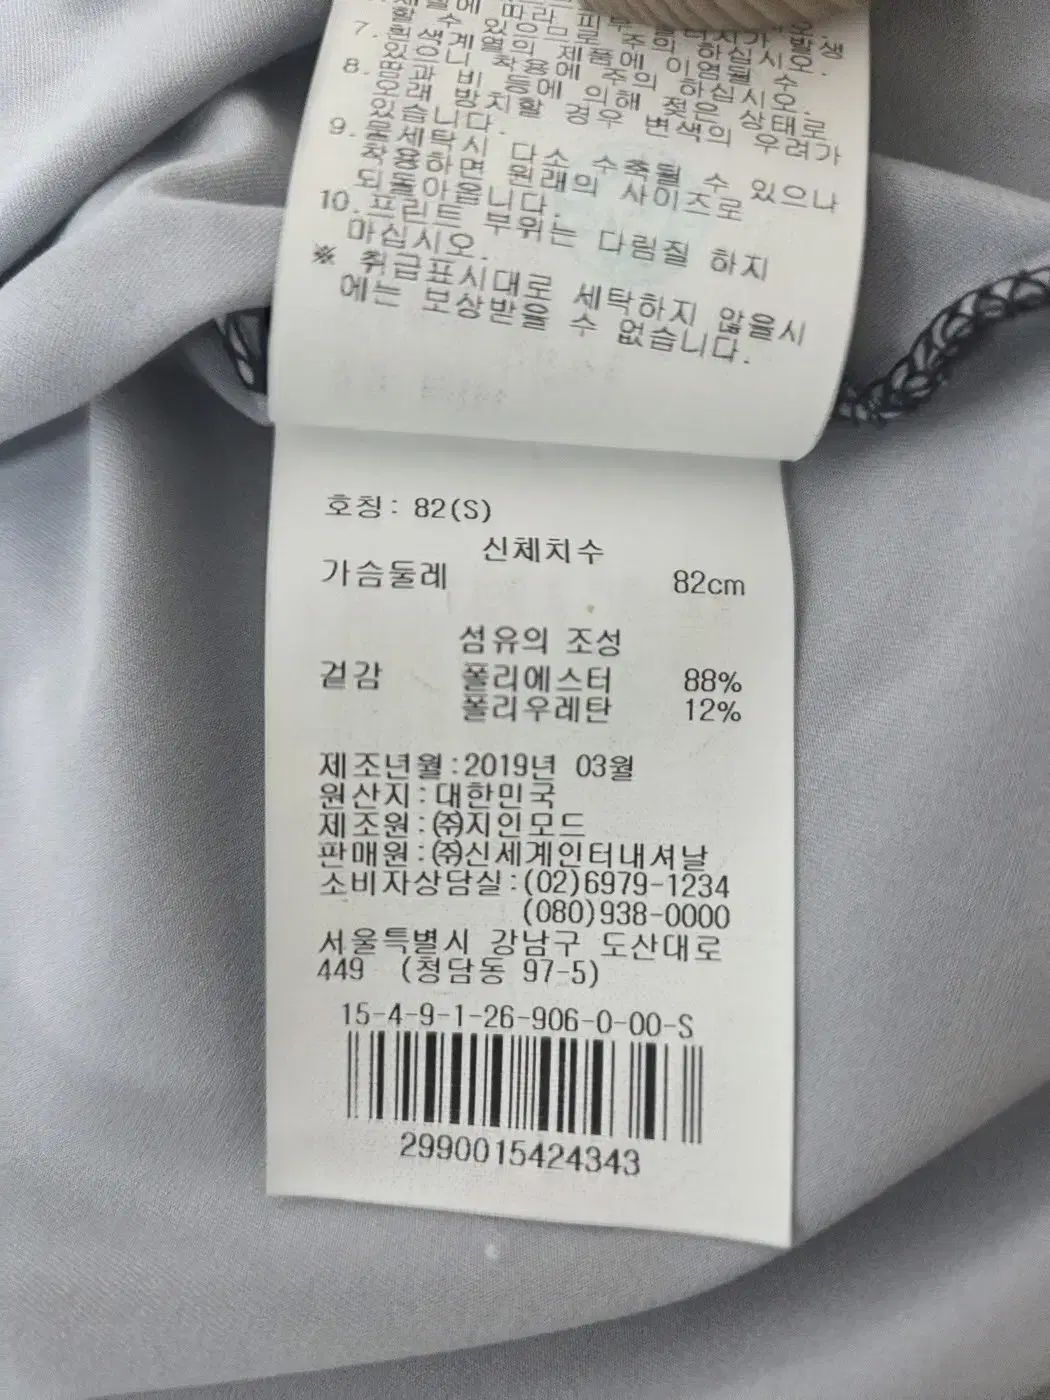 할 수 있으므로 주의 하십시오.
7. 흰색계열의 제품에 이염될 수
있으니 착용에 주의 하십시오.
8. 땀과 비 등에 의해 젖은 상태로
오래 방치할 경우 변색의 우려가
있습니다.
9. 물세탁시 다소 수축될 수 있으나
착용하면 원래의 사이즈로
되돌아옵니다.
10. 프린트 부위는 다림질 하지
마십시오.
※ 취급표시대로 세탁하지 않을시
에는 보상받을 수 없습니다.
호칭: 82(S)
신체치수
가슴둘레 82cm
섬유의 조성
겉감 폴리에스터 88%
폴리우레탄 12%
제조년월:2019년 03월
원산지:대한민국
제조원:㈜지인모드
판매원:㈜신세계인터내셔날
소비자상담실:(02)6979-1234
(080)938-0000
서울특별시 강남구 도산대로
449 (청담동 97-5)
15-4-9-1-26-906-0-00-S
2990015424343